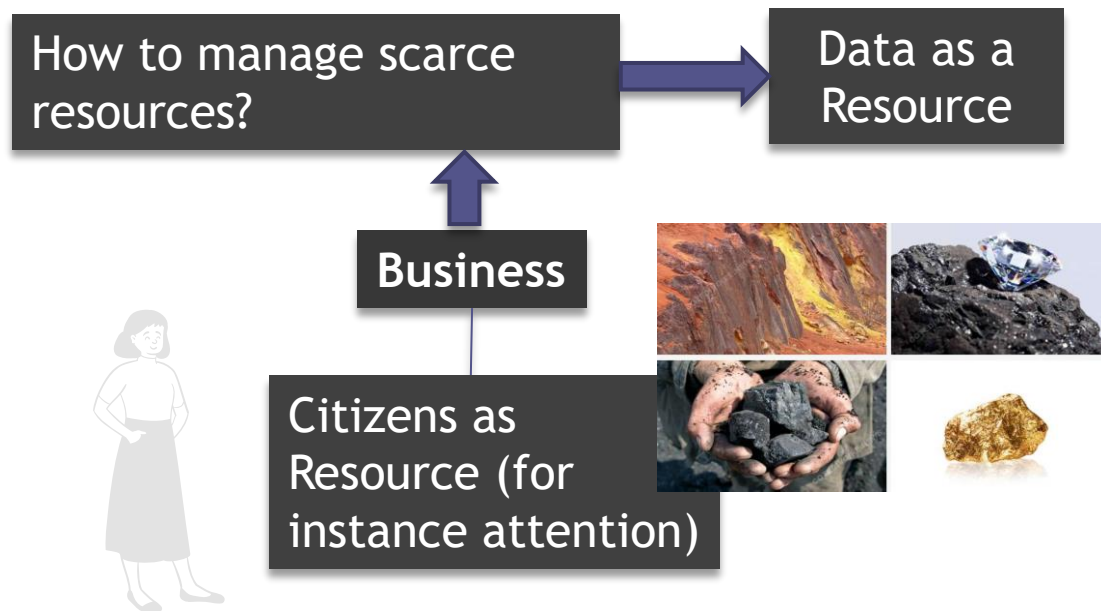 How to manage scarce
resources?
Data as a
Resource
Business
Citizens as
Resource (for
instance attention)